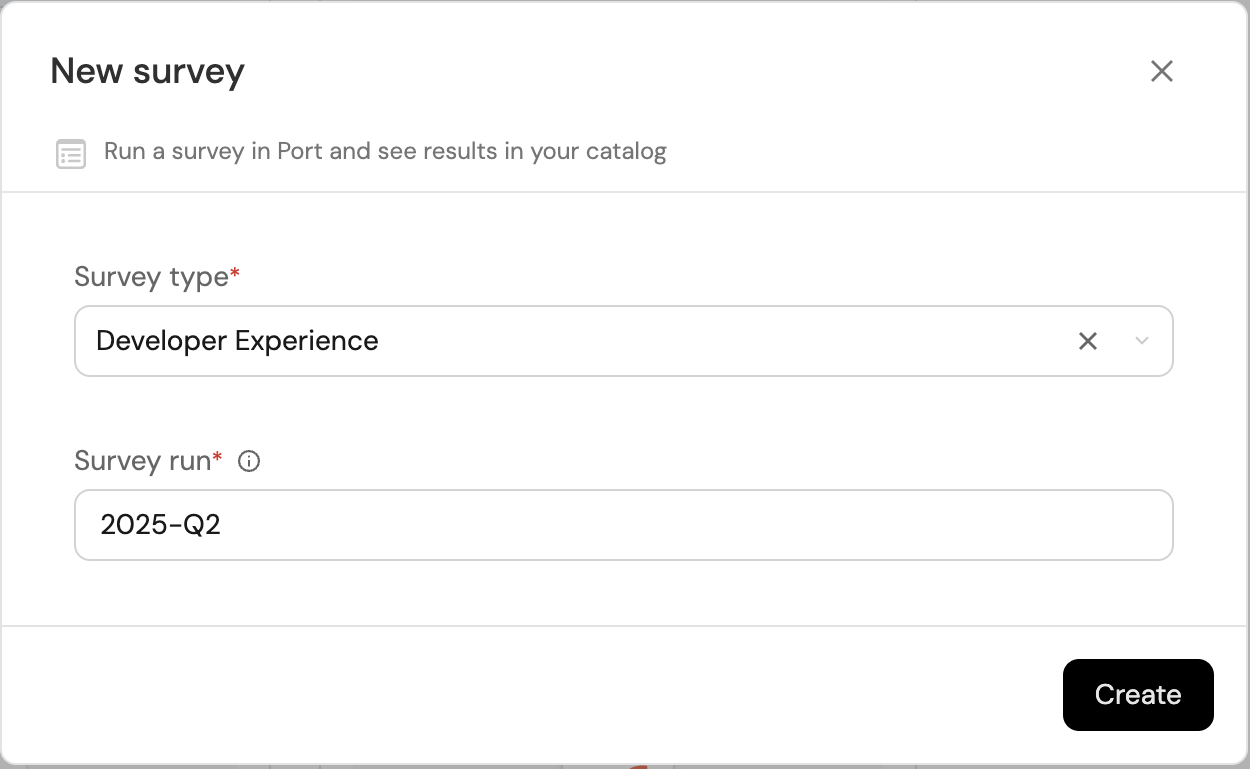 New survey
Run a survey in Port and see results in your catalog
Survey type*
Developer Experience
Survey run*
2025-Q2
Create